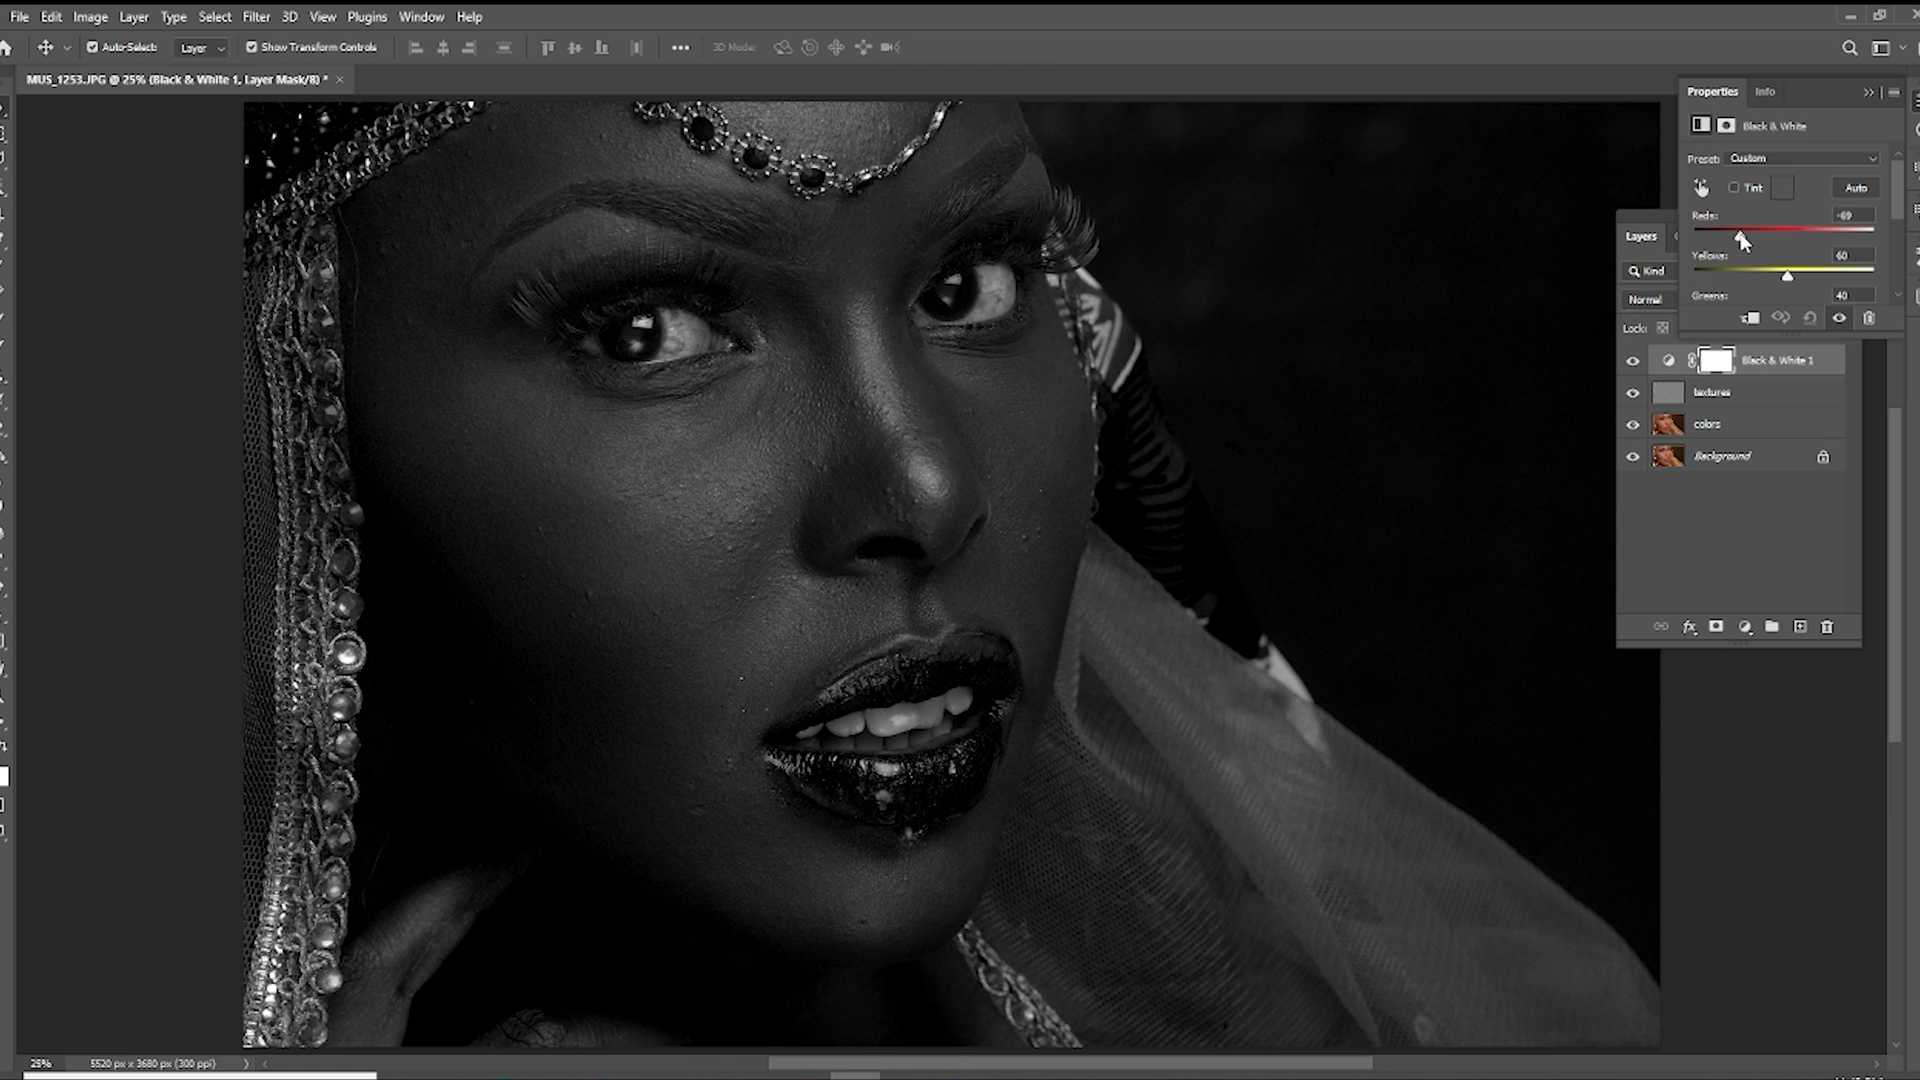 File Edit Image Layer Type Select Filter 3D View Plugins Window Help
Auto-Select: Layer Show Transform Controls 3D Mode:
MUS_1253.JPG @ 25% (Black & White 1, Layer Mask/8) *
Properties Info
Black & White
Preset: Custom
Tint Auto
Reds: -69
Yellows: 60
Greens: 40
Layers
Kind
Normal
Lock:
Black & White 1
textures
colors
Background
fx
25% 5520 px x 3680 px (300 ppi)